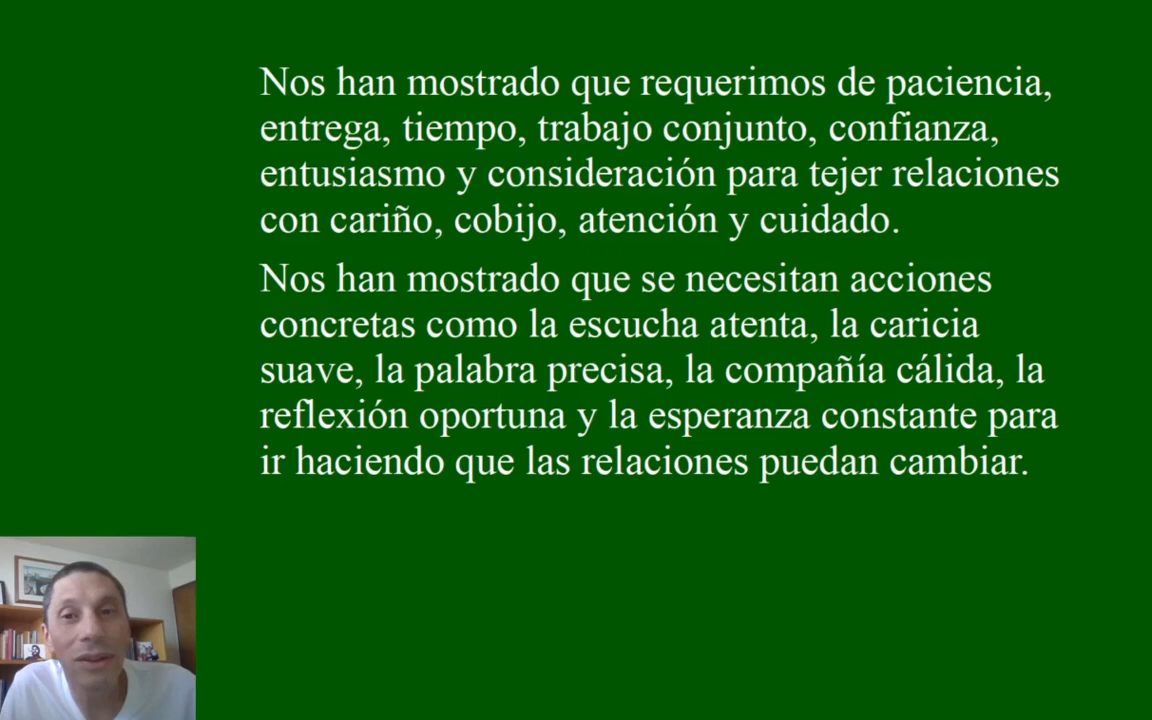 Nos han mostrado que requerimos de paciencia,
entrega, tiempo, trabajo conjunto, confianza,
entusiasmo y consideración para tejer relaciones
con cariño, cobijo, atención y cuidado.
Nos han mostrado que se necesitan acciones
concretas como la escucha atenta, la caricia
suave, la palabra precisa, la compañía cálida, la
reflexión oportuna y la esperanza constante para
ir haciendo que las relaciones puedan cambiar.